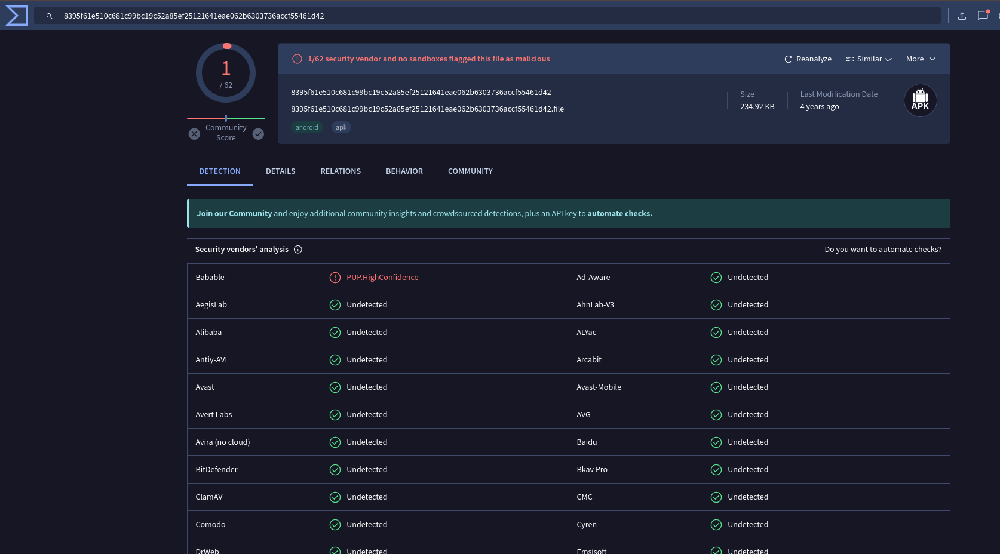 8395f61e510c681c99bc19c52a85ef25121641eae062b6303736accf55461d42
1
/ 62
Community
Score
1/62 security vendor and no sandboxes flagged this file as malicious
Reanalyze
Similar
More
8395f61e510c681c99bc19c52a85ef25121641eae062b6303736accf55461d42
8395f61e510c681c99bc19c52a85ef25121641eae062b6303736accf55461d42.file
android
apk
Size
234.92 KB
Last Modification Date
4 years ago
APK
DETECTION
DETAILS
RELATIONS
BEHAVIOR
COMMUNITY
Join our Community and enjoy additional community insights and crowdsourced detections, plus an API key to automate checks.
Security vendors' analysis
Do you want to automate checks?
Babable PUP.HighConfidence Ad-Aware Undetected
AegisLab Undetected AhnLab-V3 Undetected
Alibaba Undetected ALYac Undetected
Antiy-AVL Undetected Arcabit Undetected
Avast Undetected Avast-Mobile Undetected
Avert Labs Undetected AVG Undetected
Avira (no cloud) Undetected Baidu Undetected
BitDefender Undetected Bkav Pro Undetected
ClamAV Undetected CMC Undetected
Comodo Undetected Cyren Undetected
DrWeb Undetected Emsisoft Undetected